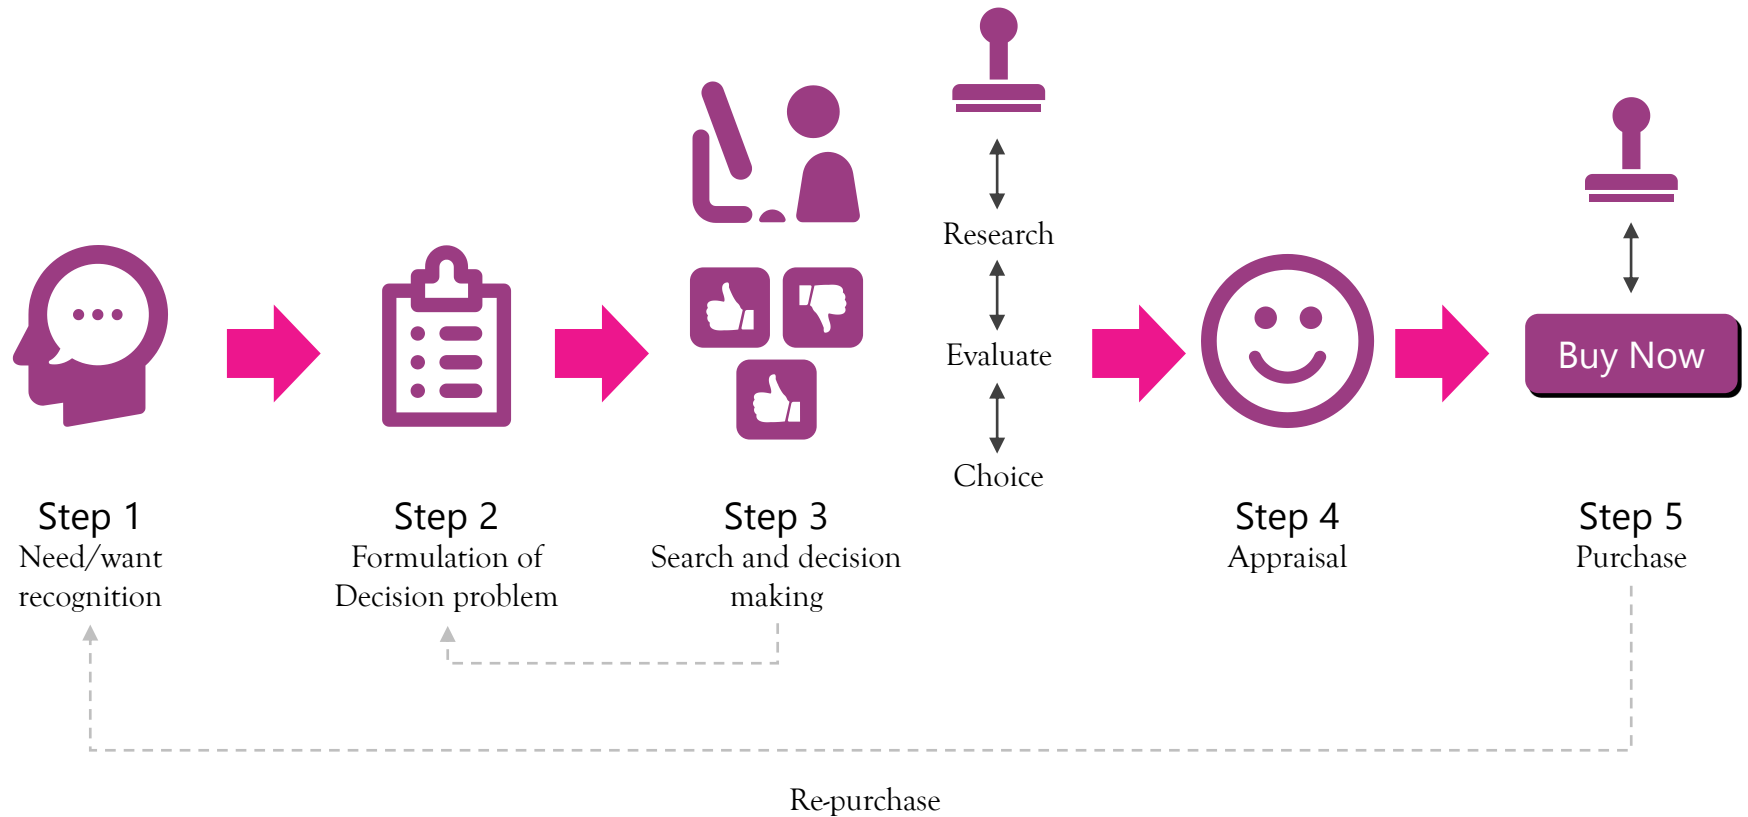 Research
Evaluate
Choice
Buy Now
Step 1
Need/want
recognition
Step 2
Formulation of
Decision problem
Step 3
Search and decision
making
Step 4
Appraisal
Step 5
Purchase
Re-purchase